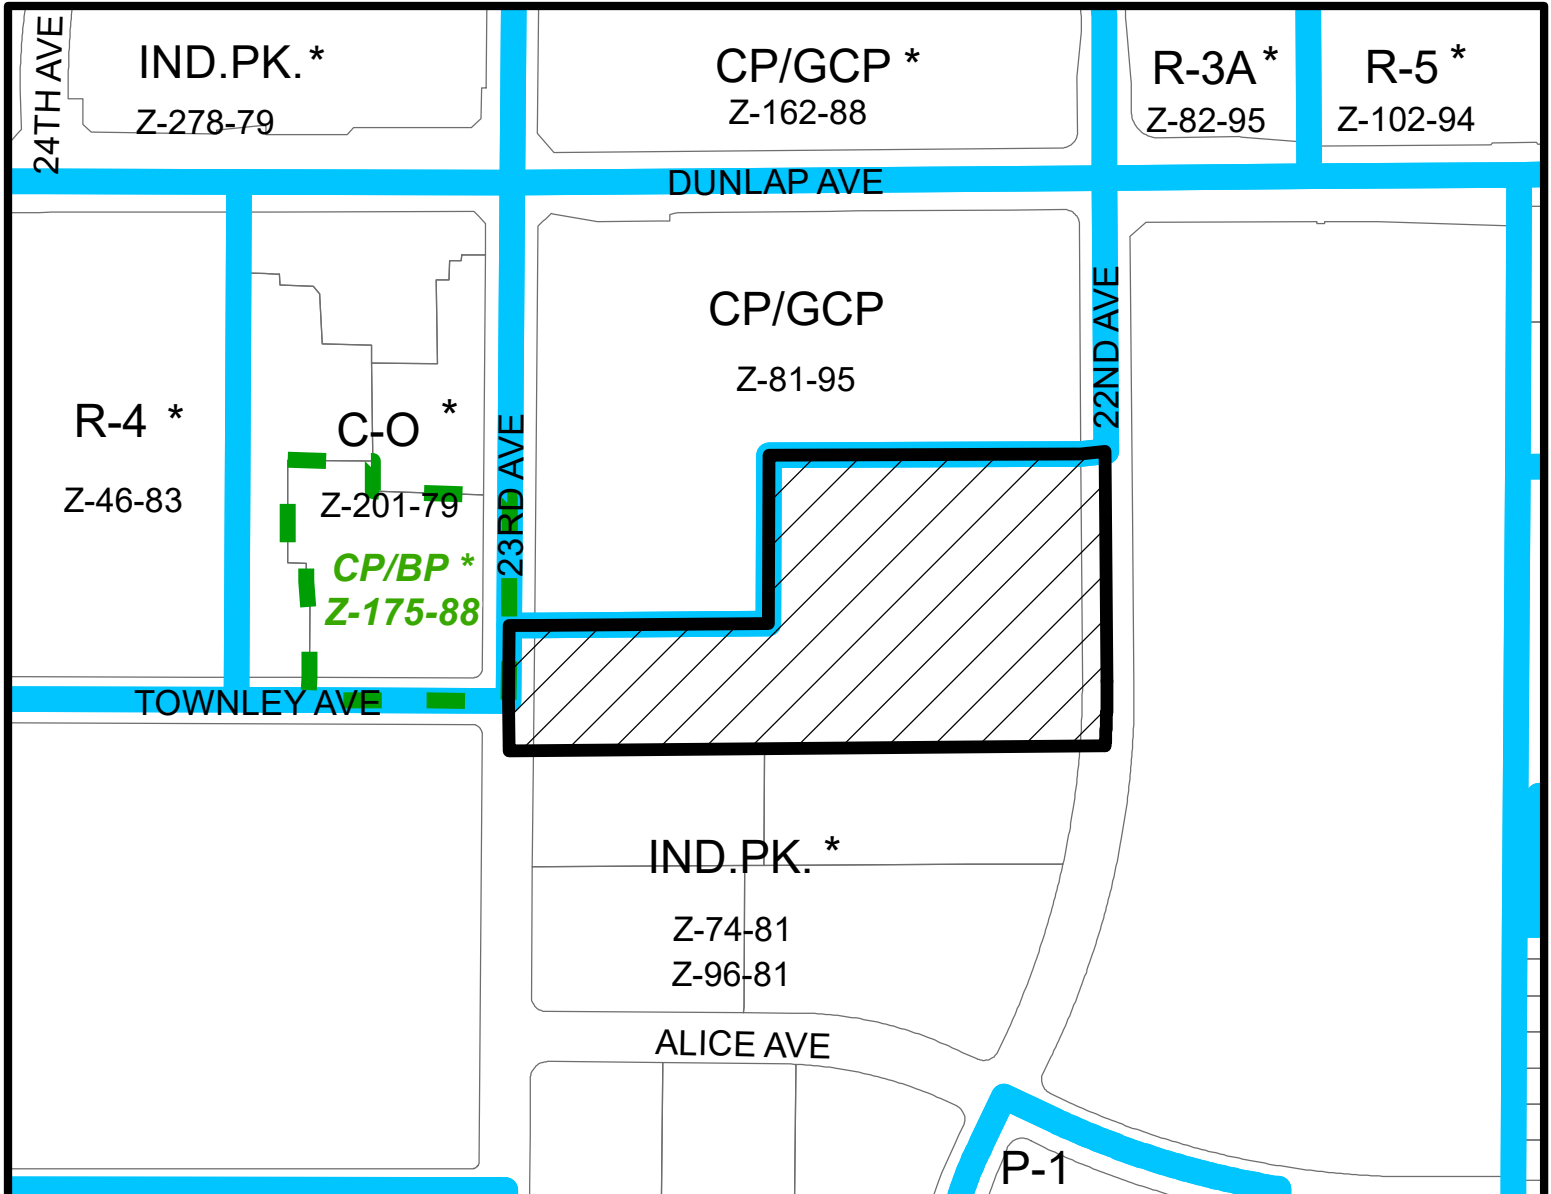 24TH AVE
IND.PK. *
Z-278-79
CP/GCP *
Z-162-88
R-3A *
Z-82-95
R-5 *
Z-102-94
DUNLAP AVE
CP/GCP
Z-81-95
22ND AVE
R-4 *
Z-46-83
C-O *
Z-201-79
CP/BP *
Z-175-88
23RD AVE
TOWNLEY AVE
IND.PK. *
Z-74-81
Z-96-81
ALICE AVE
P-1